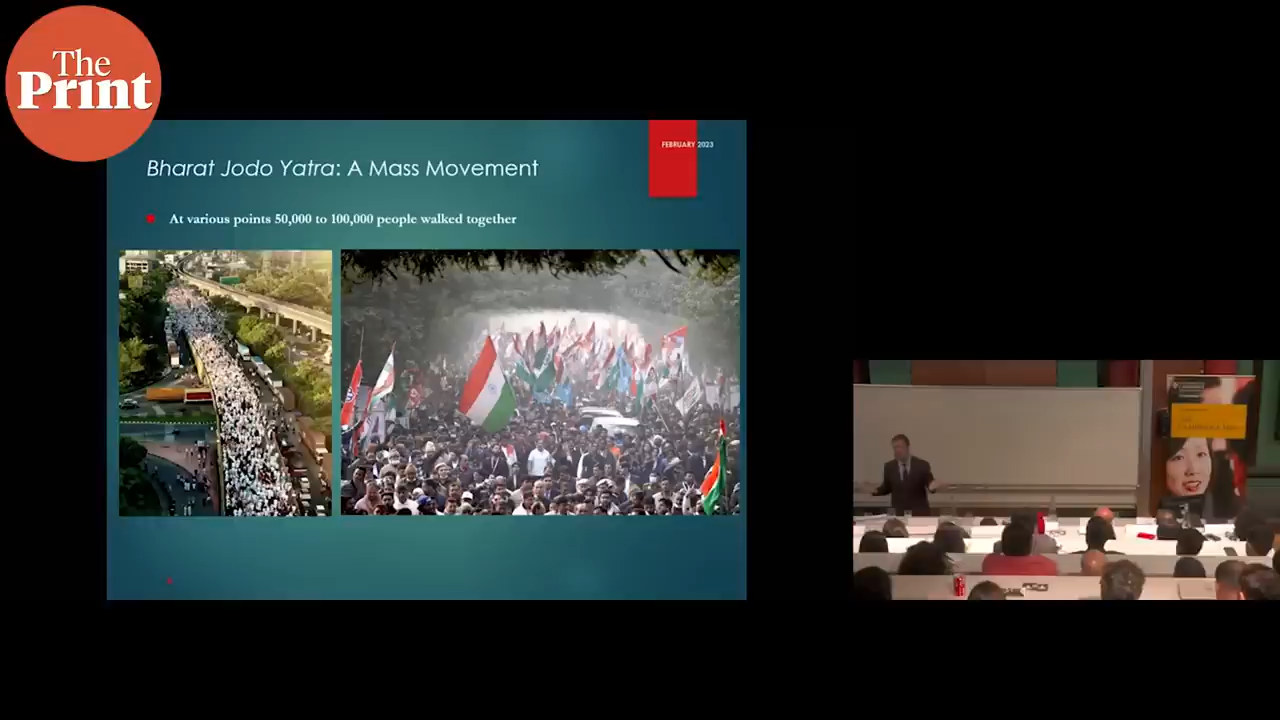 The
Print
FEBRUARY 2023
Bharat Jodo Yatra: A Mass Movement
At various points 50,000 to 100,000 people walked together